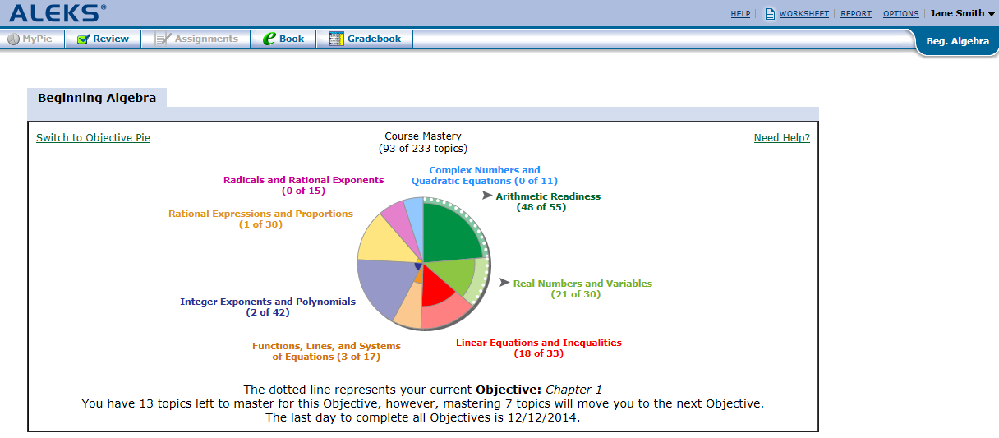 ALEKS®
HELP
WORKSHEET
REPORT
OPTIONS
Jane Smith
MyPie
Review
Assignments
e Book
Gradebook
Beg. Algebra
Beginning Algebra
Switch to Objective Pie
Course Mastery
(93 of 233 topics)
Need Help?
Complex Numbers and
Quadratic Equations (0 of 11)
Radicals and Rational Exponents
(0 of 15)
Arithmetic Readiness
(48 of 55)
Rational Expressions and Proportions
(1 of 30)
Real Numbers and Variables
(21 of 30)
Integer Exponents and Polynomials
(2 of 42)
Linear Equations and Inequalities
(18 of 33)
Functions, Lines, and Systems
of Equations (3 of 17)
The dotted line represents your current Objective: Chapter 1
You have 13 topics left to master for this Objective, however, mastering 7 topics will move you to the next Objective.
The last day to complete all Objectives is 12/12/2014.